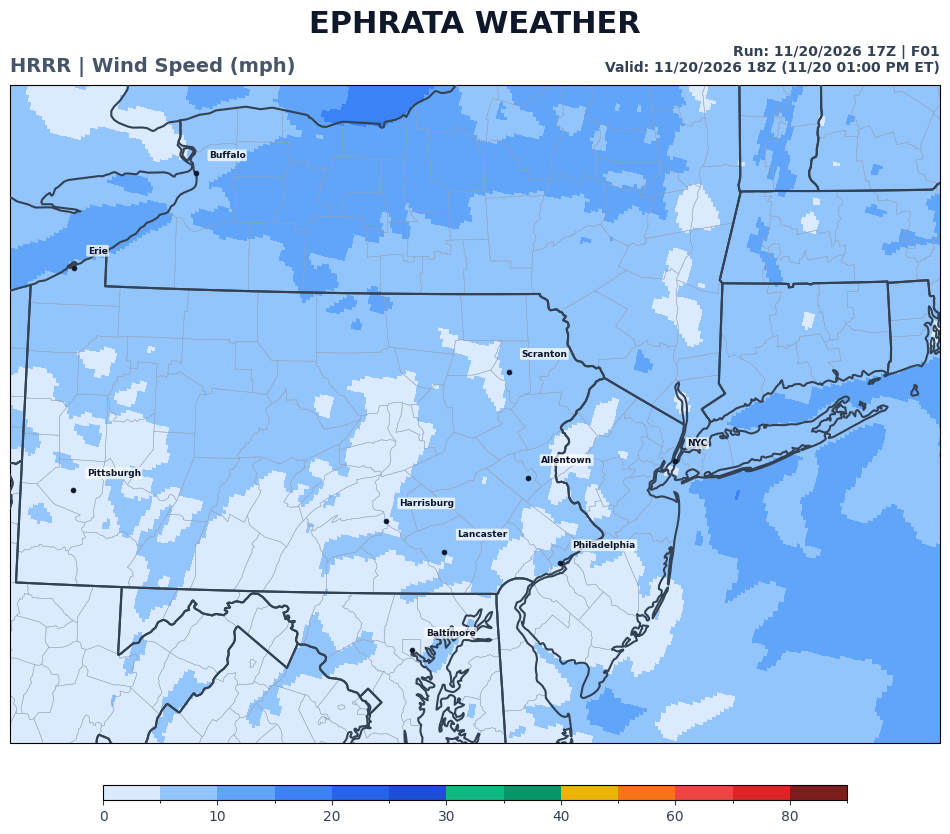 EPHRATA WEATHER
HRRR | Wind Speed (mph)
Run: 11/20/2026 17Z | F01
Valid: 11/20/2026 18Z (11/20 01:00 PM ET)
Buffalo
Erie
Scranton
NYC
Allentown
Pittsburgh
Harrisburg
Lancaster
Philadelphia
Baltimore
0 10 20 30 40 50 60 70 80